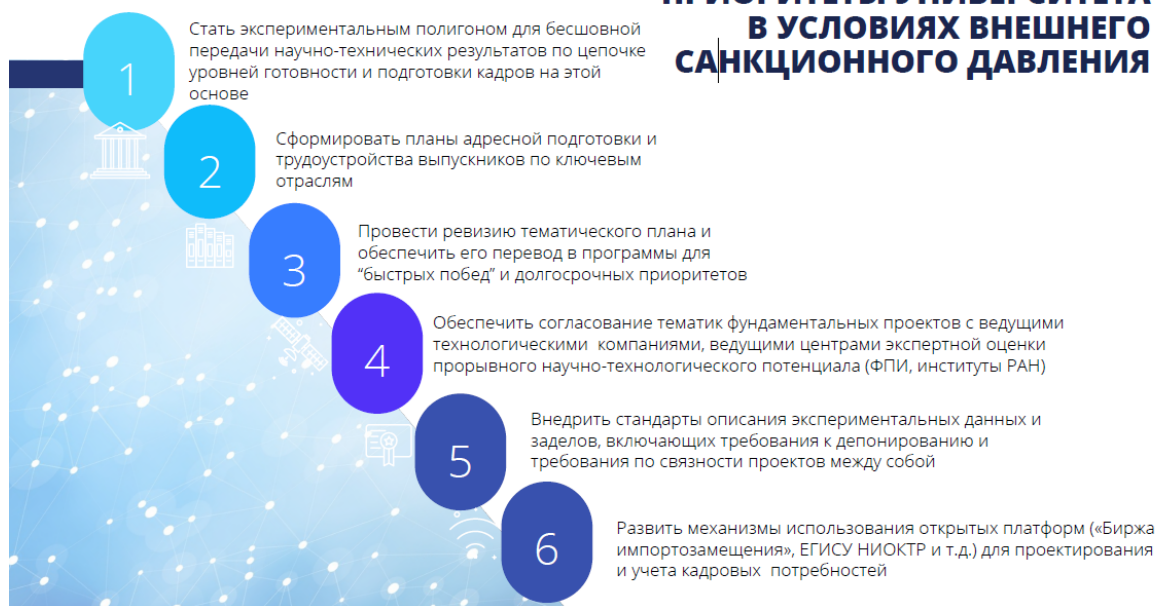 ПРИОРИТЕТЫ УНИВЕРСИТЕТА
В УСЛОВИЯХ ВНЕШНЕГО
САНКЦИОННОГО ДАВЛЕНИЯ
1
Стать экспериментальным полигоном для бесшовной
передачи научно-технических результатов по цепочке
уровней готовности и подготовки кадров на этой
основе
2
Сформировать планы адресной подготовки и
трудоустройства выпускников по ключевым
отраслям
3
Провести ревизию тематического плана и
обеспечить его перевод в программы для
“быстрых побед” и долгосрочных приоритетов
4
Обеспечить согласование тематик фундаментальных проектов с ведущими
технологическими компаниями, ведущими центрами экспертной оценки
прорывного научно-технологического потенциала (ФПИ, институты РАН)
5
Внедрить стандарты описания экспериментальных данных и
заделов, включающих требования к депонированию и
требования по связности проектов между собой
6
Развить механизмы использования открытых платформ («Биржа
импортозамещения», ЕГИСУ НИОКТР и т.д.) для проектирования
и учета кадровых потребностей